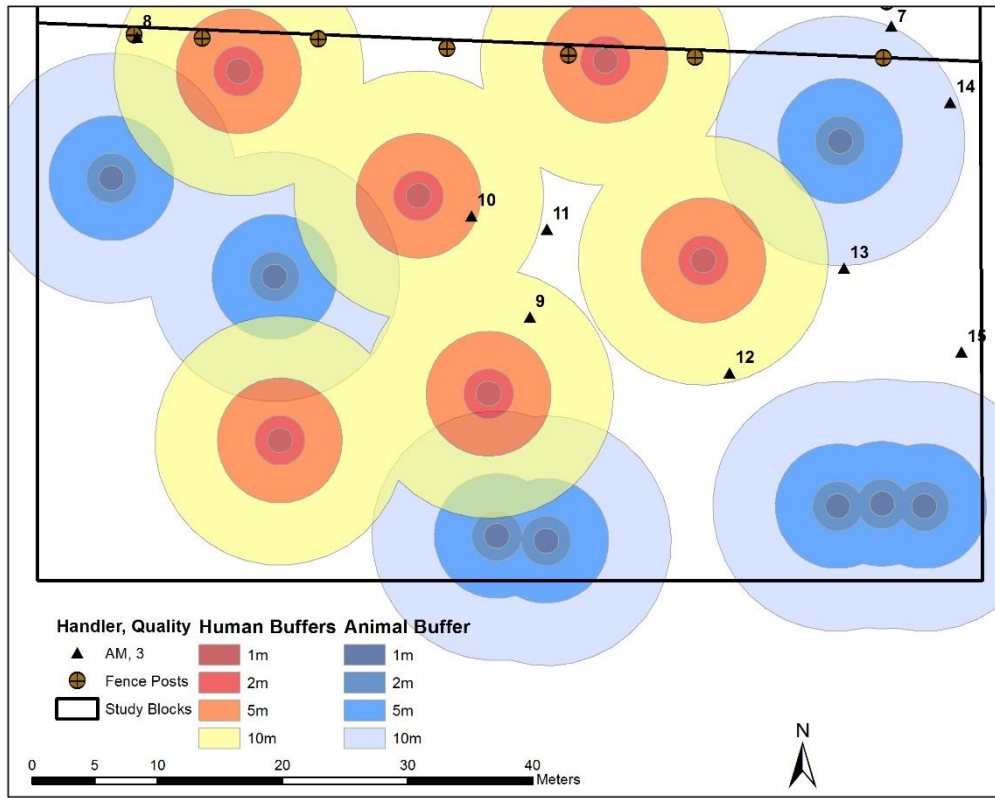 8
7
14
10
11
13
9
12
15
Handler, Quality Human Buffers Animal Buffer
AM, 3 1m 1m
Fence Posts 2m 2m
Study Blocks 5m 5m
10m 10m
N
0 5 10 20 30 40
Meters